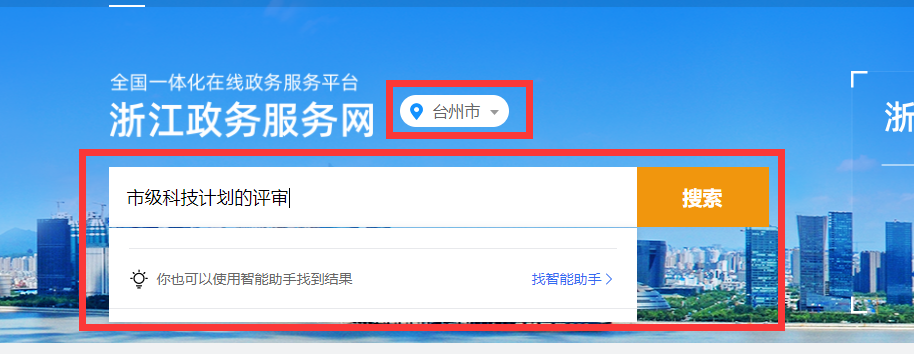 全国一体化在线政务服务平台
浙江政务服务网
台州市
浙
市级科技计划的评审
搜索
你也可以使用智能助手找到结果
找智能助手